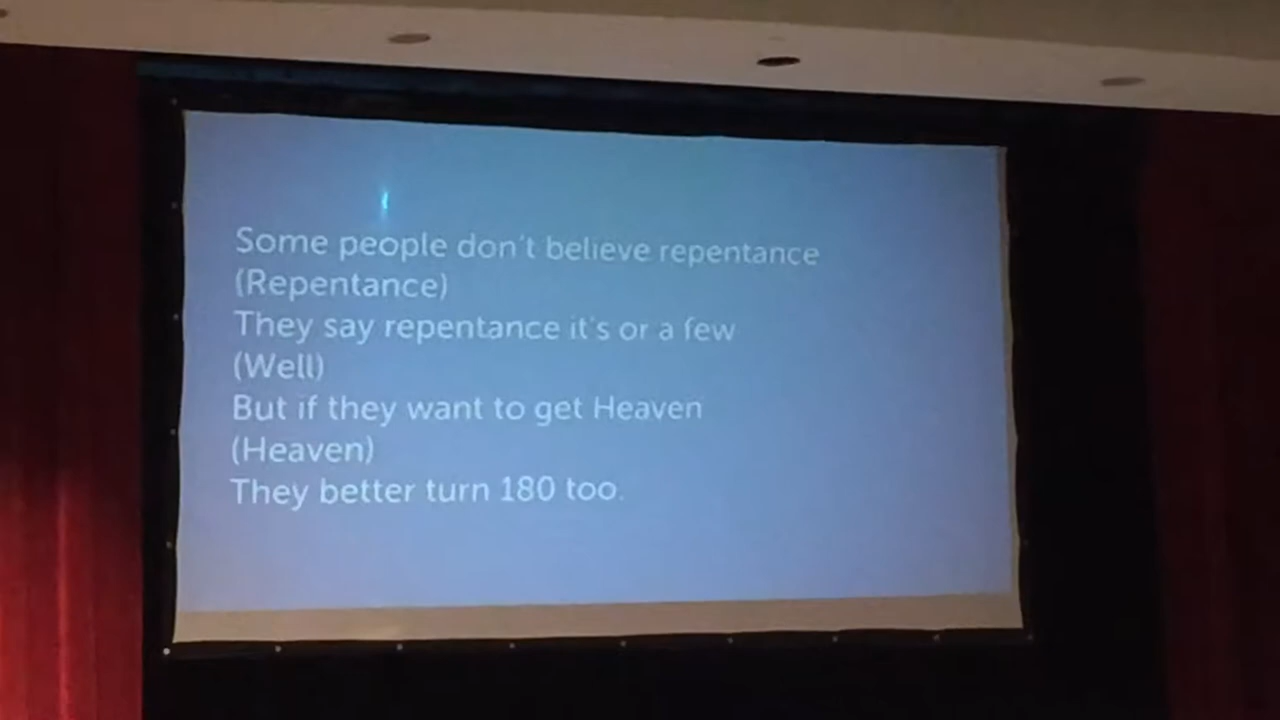 Some people don't believe repentance
(Repentance)
They say repentance it's or a few
(Well)
But if they want to get Heaven
(Heaven)
They better turn 180 too.